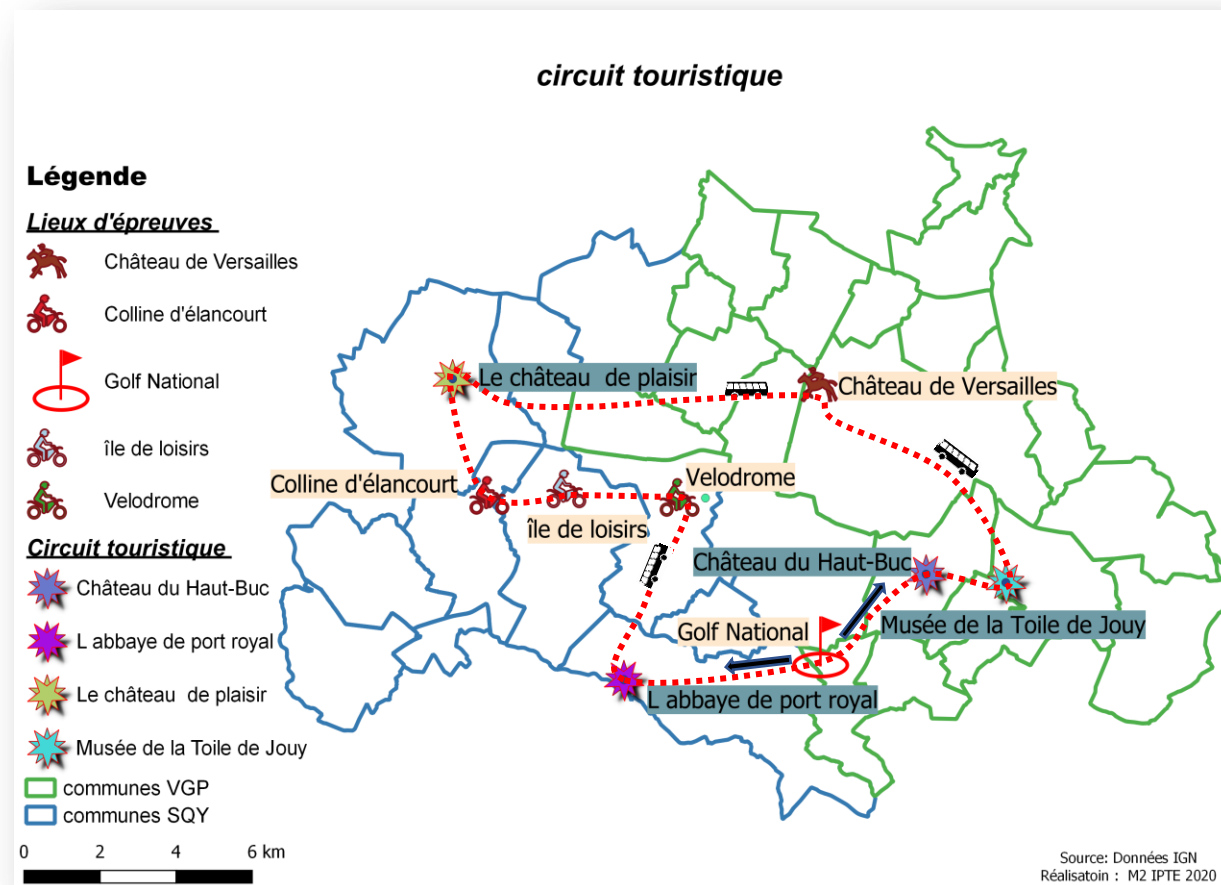 circuit touristique
Légende
Lieux d'épreuves
Château de Versailles
Colline d'élancourt
Golf National
île de loisirs
Velodrome
Circuit touristique
Château du Haut-Buc
L abbaye de port royal
Le château  de plaisir
Musée de la Toile de Jouy
communes VGP
communes SQY
0 2 4 6 km
Le château  de plaisir
Château de Versailles
Colline d'élancourt
Velodrome
île de loisirs
Château du Haut-Buc
Golf National
Musée de la Toile de Jouy
L abbaye de port royal
Source: Données IGN
Réalisatoin :  M2 IPTE 2020